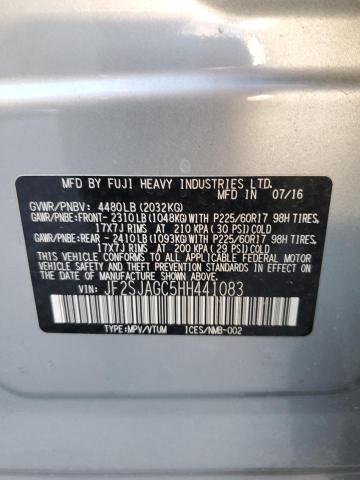 MFD. BY FUJI HEAVY INDUSTRIES LTD.
MFD IN 07/16
GVWR/PNBV: 4480LB (2032KG)
GAWR/PNBE:FRONT- 2310LB(1048KG)WITH P225/60R17 98H TIRES,
17X7J RIMS AT 210 KPA (30 PSI) COLD
GAWR/PNBE:REAR - 2410LB(1093KG)WITH P225/60R17 98H TIRES,
17X7J RIMS AT 200 KPA (29 PSI) COLD
THIS VEHICLE CONFORMS TO ALL APPLICABLE FEDERAL MOTOR
VEHICLE SAFETY STANDARDS IN EFFECT ON
THE DATE OF MANUFACTURE SHOWN ABOVE.
VIN: JF2SJAGC5HH441083
TYPE:MPV/VTUM ICES/NMB-002